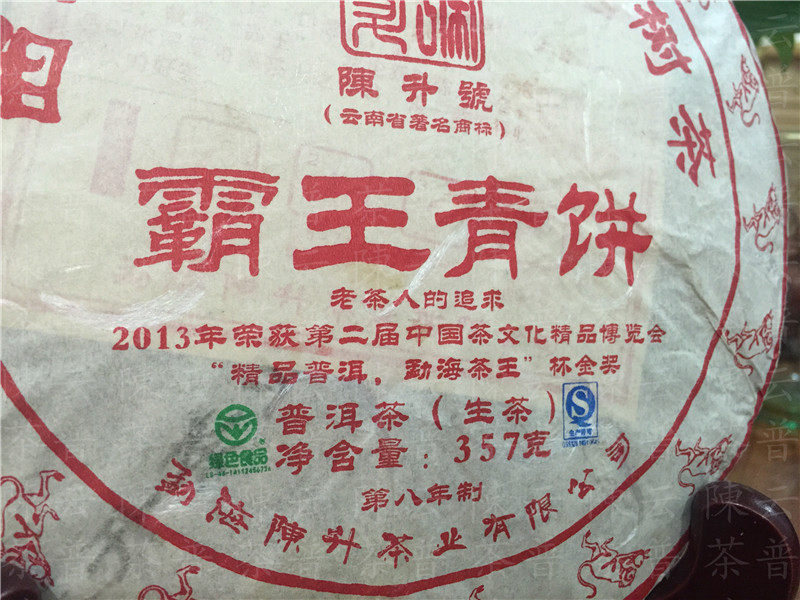 陳升號
(云南省著名商标)
树茶
霸王青饼
老茶人的追求
2013年荣获第二届中国茶文化精品博览会
“精品普洱，勐海茶王”杯金奖
普洱茶（生茶）
净含量：357克
绿色食品
第八年制
勐海陳升茶业有限公司